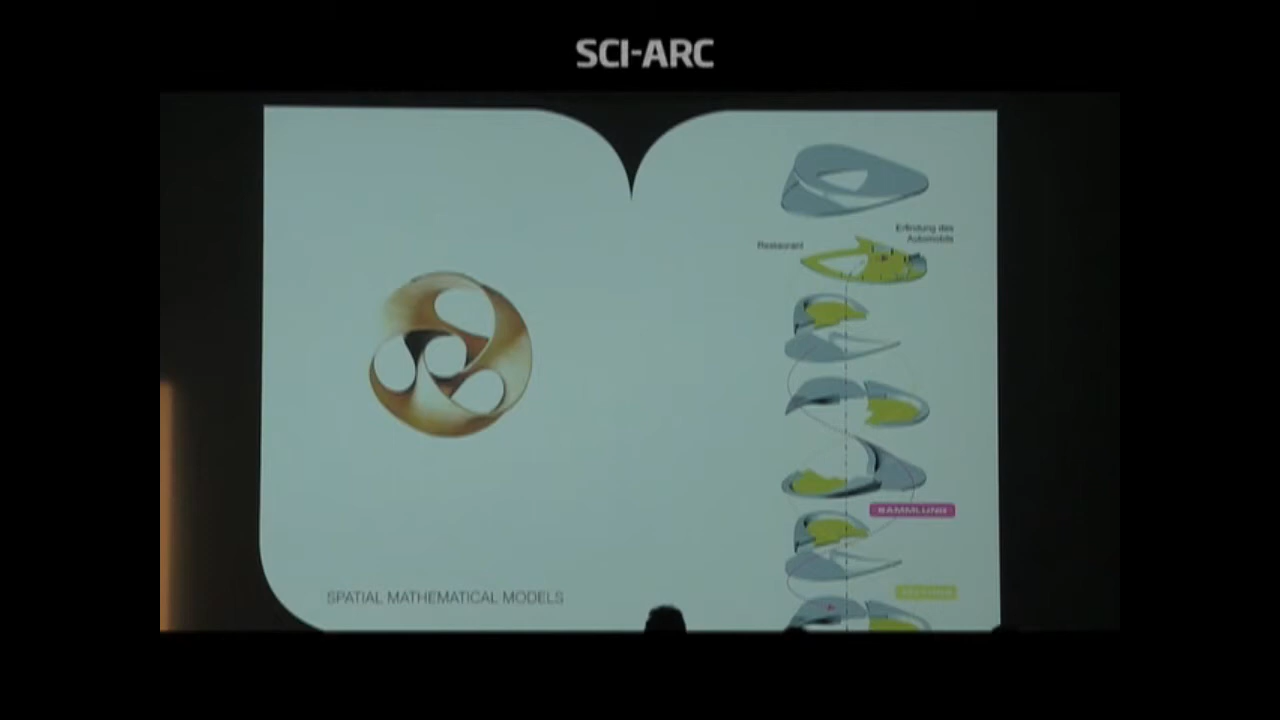 SCI-ARC
Restaurant
Erfindung des
Automobils
SAMMLUNG
SPATIAL MATHEMATICAL MODELS